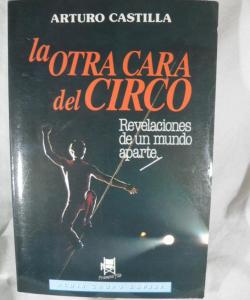 ARTURO CASTILLA
la OTRA CARA
del CIRCO
Revelaciones
de un mundo
aparte